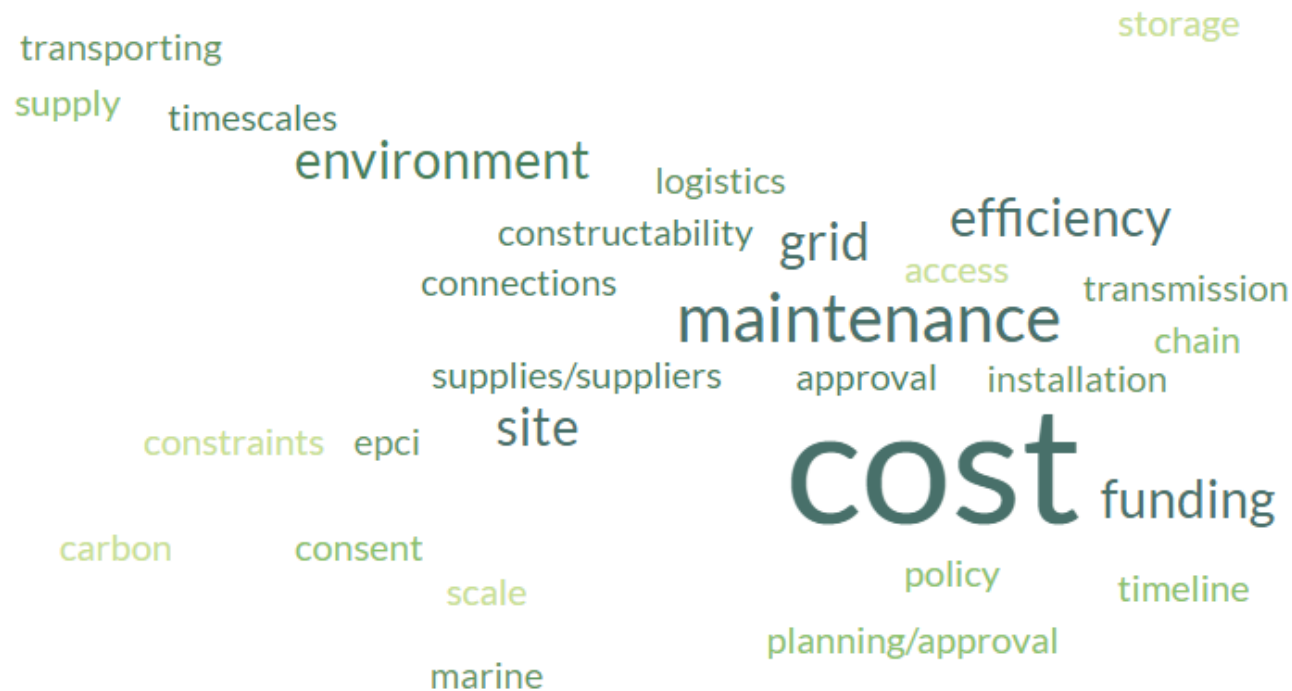 storage
transporting
supply
timescales
environment
logistics
efficiency
constructability
grid
access
connections
transmission
maintenance
chain
supplies/suppliers
approval
installation
site
constraints
epci
cost
funding
carbon
consent
policy
timeline
scale
planning/approval
marine